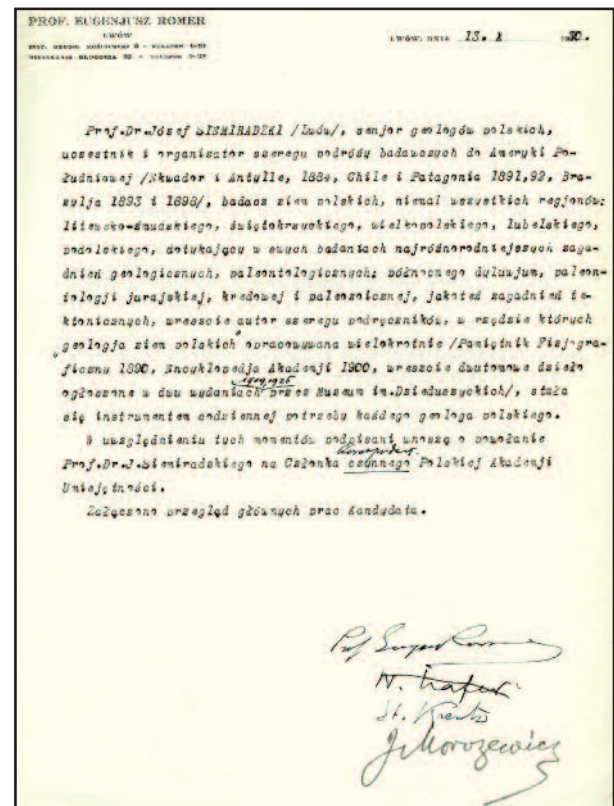 PROF. EUGENJUSZ ROMER
LWÓW
LWÓW, DNIA 13. I 1930.
Prof.Dr.Józef SIEMIRADZKI /Lwów/, senjor geologów polskich,
uczestnik i organizator szeregu podróży badawczych do Ameryki Po-
łudniowej /Ekwador i Antylle, 1884, Chile i Patagonia 1891,92, Bra-
zylja 1893 i 1898/, badacz ziem polskich, niemal wszystkich regjonów:
litewsko-żmudzkiego, świętokrzyskiego, wielkopolskiego, lubelskiego,
podolskiego, dotykający w swych badaniach najróżnorodniejszych zaga-
dnień geologicznych, paleontologicznych; północnego dyluwjum, paleon-
tologji jurajskiej, kredowej i paleozoicznej, jakoteż zagadnień te-
ktonicznych, wreszcie autor szeregu podręczników, w rzędzie których
"geologja ziem polskich" opracowywana wielokrotnie /Pamiętnik Fizjogra-
ficzny 1890, Encyklopedja Akademji 1900, wreszcie dwutomowe dzieło
1909, 1926
ogłoszone w dwu wydaniach przez Museum im.Dzieduszyckich/, stała
się instrumentem codziennej potrzeby każdego geologa polskiego.
W uwzględnieniu tych momentów podpisani wnoszą o powołanie
Korespondent
Prof.Dr.J.Siemiradzkiego na Członka czynnego Polskiej Akademji
Umiejętności.
Załączono przegląd głównych prac Kandydata.
Prof Eugen Romer
St. Kreutz
J Morozewicz